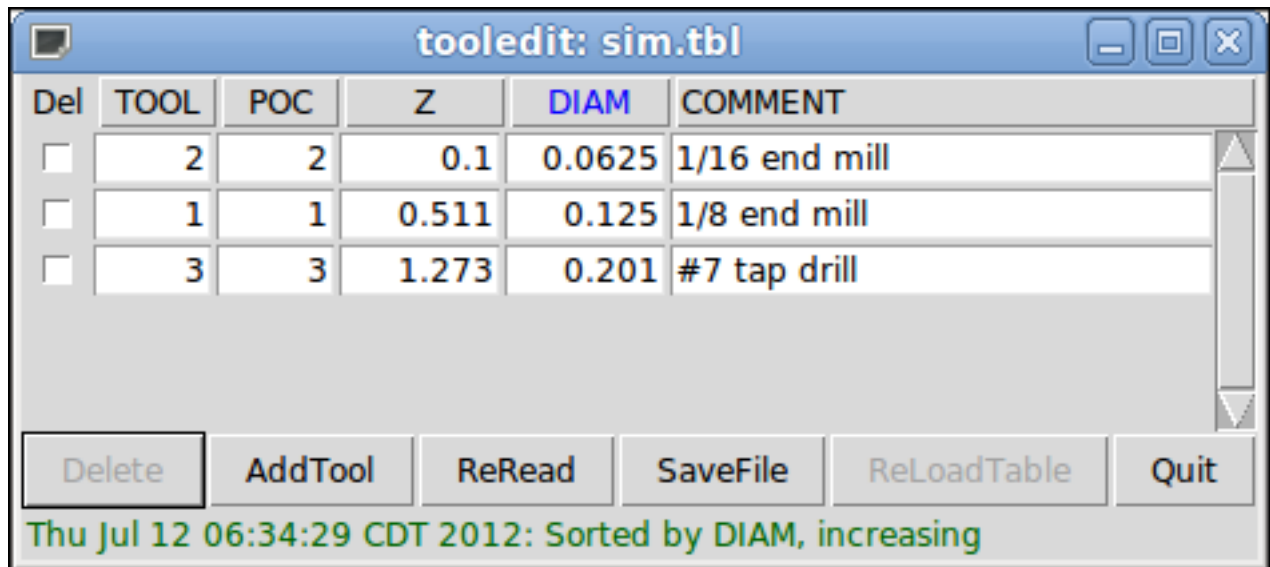 tooledit: sim.tbl
Del TOOL POC Z DIAM COMMENT
2 2 0.1 0.0625 1/16 end mill
1 1 0.511 0.125 1/8 end mill
3 3 1.273 0.201 #7 tap drill
Delete AddTool ReRead SaveFile ReLoadTable Quit
Thu Jul 12 06:34:29 CDT 2012: Sorted by DIAM, increasing